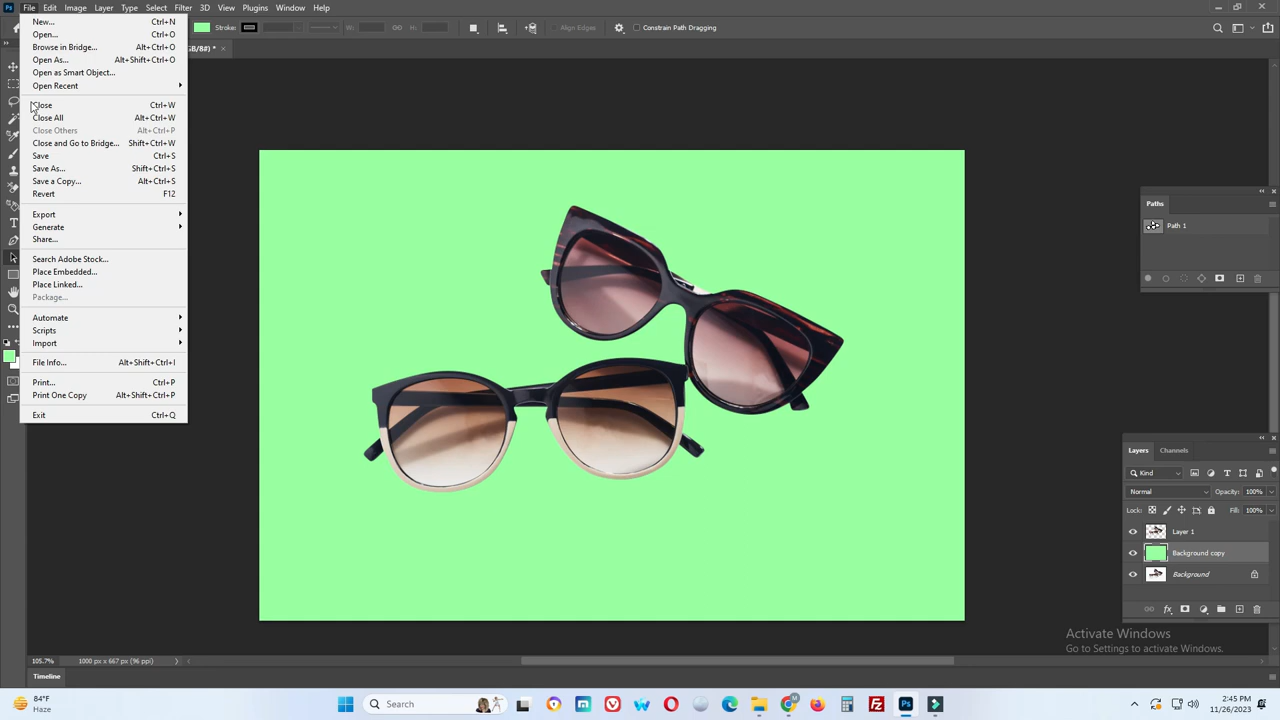 Ps File Edit Image Layer Type Select Filter 3D View Plugins Window Help
Stroke: W: H: Align Edges Constrain Path Dragging
GB/8#) * ×
New... Ctrl+N
Open... Ctrl+O
Browse in Bridge... Alt+Ctrl+O
Open As... Alt+Shift+Ctrl+O
Open as Smart Object...
Open Recent
Close Ctrl+W
Close All Alt+Ctrl+W
Close Others Alt+Ctrl+P
Close and Go to Bridge... Shift+Ctrl+W
Save Ctrl+S
Save As... Shift+Ctrl+S
Save a Copy... Alt+Ctrl+S
Revert F12
Export
Generate
Share...
Search Adobe Stock...
Place Embedded...
Place Linked...
Package...
Automate
Scripts
Import
File Info... Alt+Shift+Ctrl+I
Print... Ctrl+P
Print One Copy Alt+Shift+Ctrl+P
Exit Ctrl+Q
Paths
Path 1
Layers Channels
Kind
Normal Opacity: 100%
Lock: Fill: 100%
Layer 1
Background copy
Background
Activate Windows
Go to Settings to activate Windows.
105.7% 1000 px x 667 px (96 ppi)
Timeline
84°F
Haze
Search
2:45 PM
11/26/2023